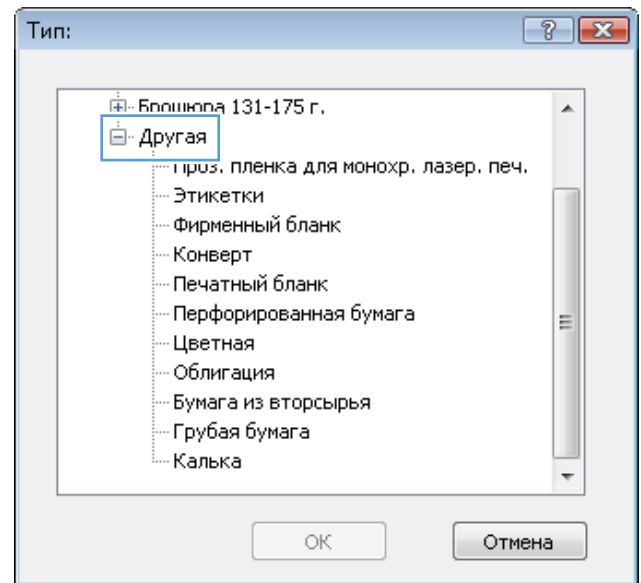 Тип:
Брошюра 131-175 г.
Другая
Проз. пленка для монохр. лазер. печ.
Этикетки
Фирменный бланк
Конверт
Печатный бланк
Перфорированная бумага
Цветная
Облигация
Бумага из вторсырья
Грубая бумага
Калька
ОК
Отмена